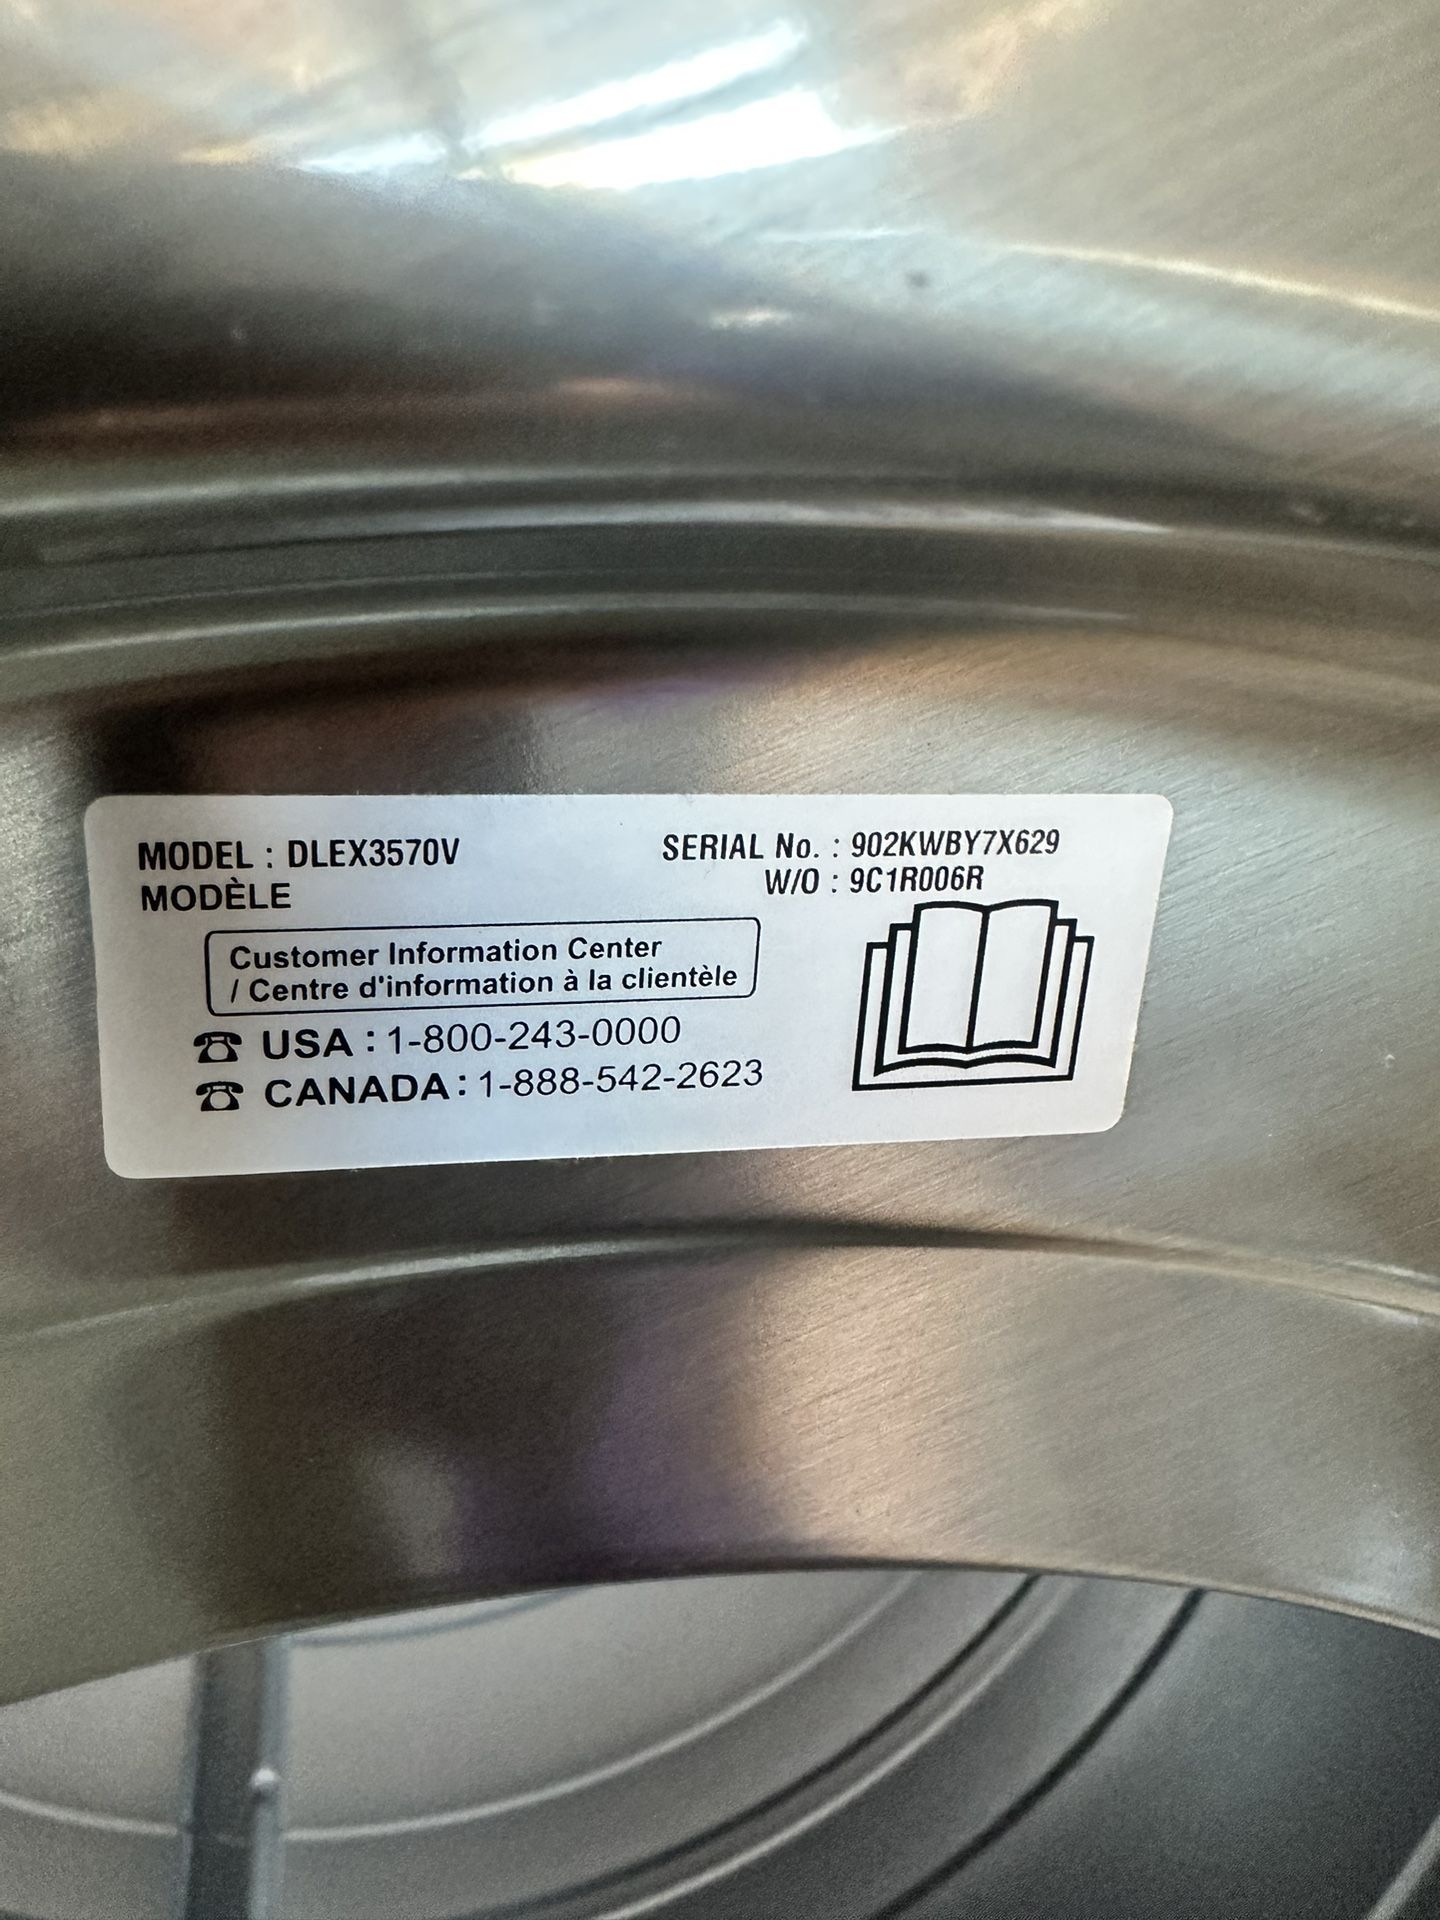 MODEL : DLEX3570V
MODÈLE
SERIAL No. : 902KWBY7X629
W/O : 9C1R006R
Customer Information Center
/ Centre d'information à la clientèle
☎ USA : 1-800-243-0000
☎ CANADA : 1-888-542-2623